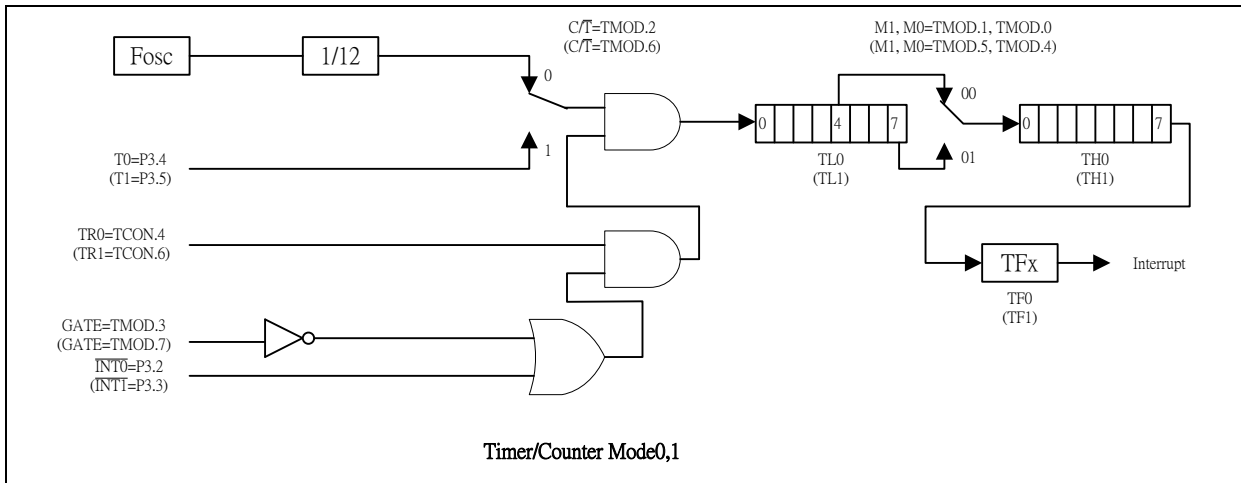 C/T̅=TMOD.2
(C/T̅=TMOD.6)
M1, M0=TMOD.1, TMOD.0
(M1, M0=TMOD.5, TMOD.4)
Fosc
1/12
0
1
0 4 7
00
01
0 7
T0=P3.4
(T1=P3.5)
TL0
(TL1)
TH0
(TH1)
TR0=TCON.4
(TR1=TCON.6)
TFx
Interrupt
TF0
(TF1)
GATE=TMOD.3
(GATE=TMOD.7)
I̅N̅T̅0̅=P3.2
(I̅N̅T̅1̅=P3.3)
Timer/Counter Mode0,1